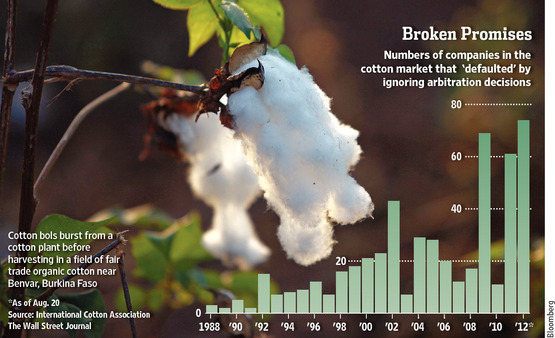 Broken Promises
Numbers of companies in the
cotton market that 'defaulted' by
ignoring arbitration decisions
80
60
40
20
0
1988 '90 '92 '94 '96 '98 '00 '02 '04 '06 '08 '10 '12*
Cotton bols burst from a
cotton plant before
harvesting in a field of fair
trade organic cotton near
Benvar, Burkina Faso
*As of Aug. 20
Source: International Cotton Association
The Wall Street Journal
Bloomberg